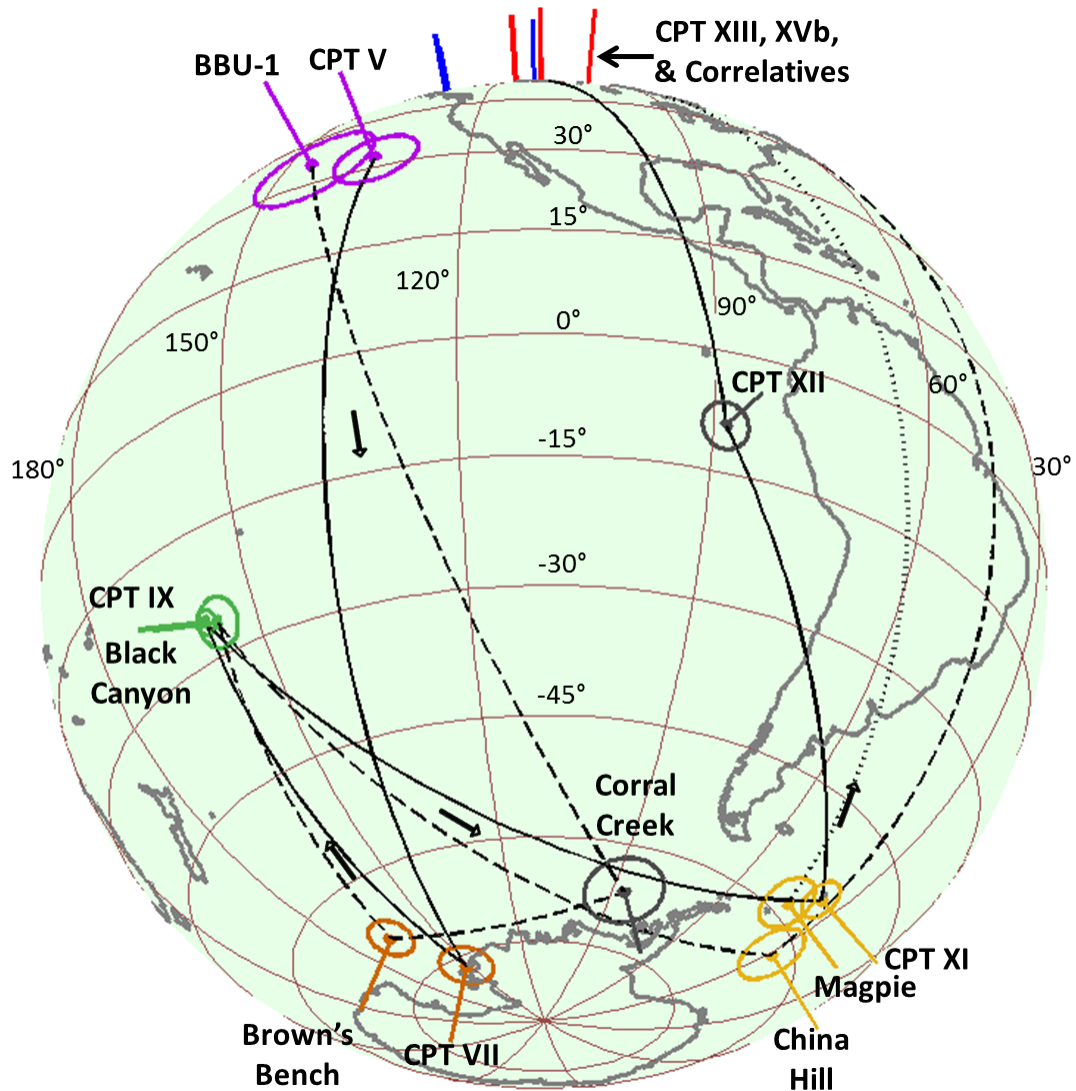 CPT XIII, XVb,
& Correlatives
BBU-1
CPT V
30°
15°
120°
90°
0°
150°
CPT XII
60°
-15°
180°
30°
-30°
CPT IX
Black
Canyon
-45°
Corral
Creek
CPT XI
Magpie
Brown's
Bench
CPT VII
China
Hill